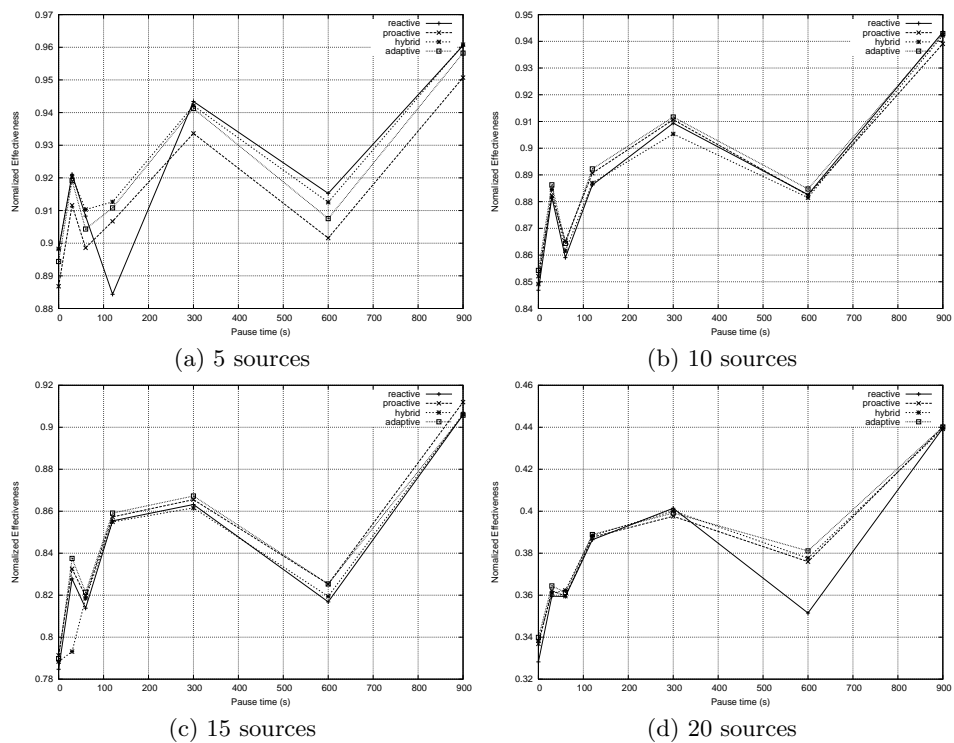 0.97
0.96
0.95
0.94
0.93
0.92
0.91
0.9
0.89
0.88
Nomalized Effectiveness
reactive
proactive
hybrid
adaptive
0 100 200 300 400 500 600 700 800 900
Pause time (s)
(a) 5 sources
0.95
0.94
0.93
0.92
0.91
0.9
0.89
0.88
0.87
0.86
0.85
0.84
Nomalized Effectiveness
reactive
proactive
hybrid
adaptive
0 100 200 300 400 500 600 700 800 900
Pause time (s)
(b) 10 sources
0.92
0.9
0.88
0.86
0.84
0.82
0.8
0.78
Nomalized Effectiveness
reactive
proactive
hybrid
adaptive
0 100 200 300 400 500 600 700 800 900
Pause time (s)
(c) 15 sources
0.46
0.44
0.42
0.4
0.38
0.36
0.34
0.32
Nomalized Effectiveness
reactive
proactive
hybrid
adaptive
0 100 200 300 400 500 600 700 800 900
Pause time (s)
(d) 20 sources